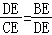 DE/CE = BE/DE